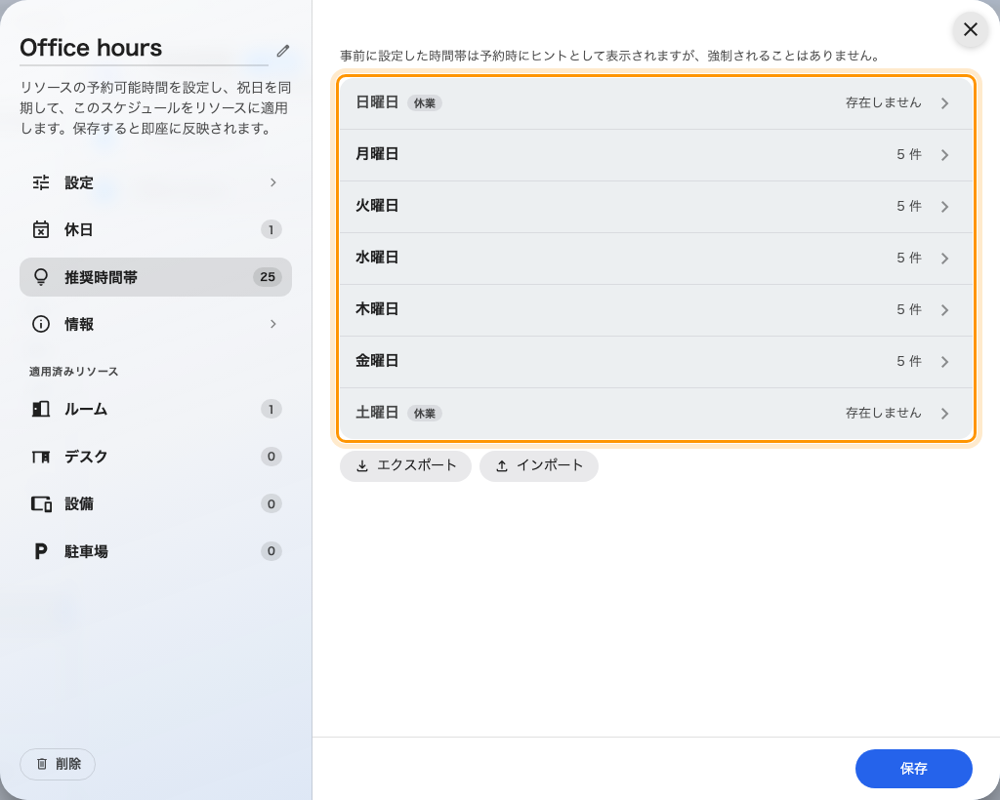 Office hours
リソースの予約可能時間を設定し、祝日を同
期して、このスケジュールをリソースに適用
します。保存すると即座に反映されます。
設定
休日 1
推奨時間帯 25
情報
適用済みリソース
ルーム 1
デスク 0
設備 0
駐車場 0
削除
事前に設定した時間帯は予約時にヒントとして表示されますが、強制されることはありません。
日曜日 休業 存在しません
月曜日 5 件
火曜日 5 件
水曜日 5 件
木曜日 5 件
金曜日 5 件
土曜日 休業 存在しません
エクスポート インポート
保存